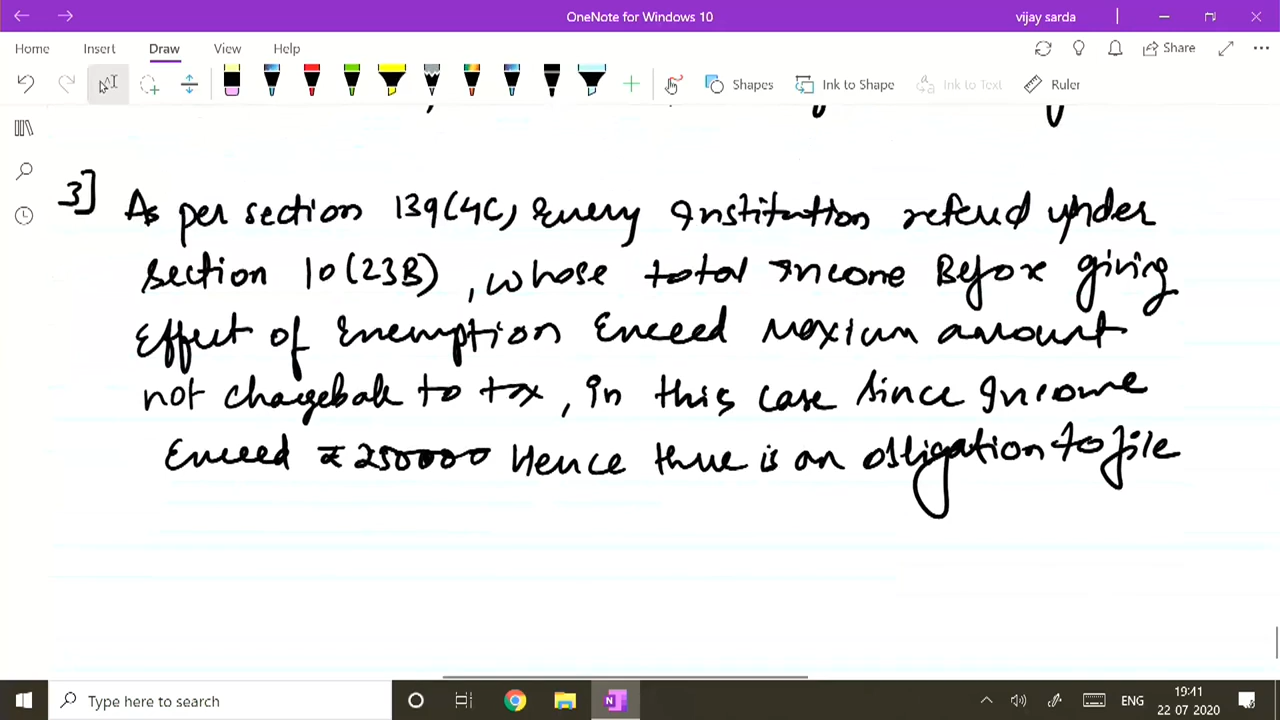 OneNote for Windows 10
vijay sarda
Home Insert Draw View Help
Share
Shapes Ink to Shape Ink to Text Ruler
3] As per section 139(4C) Every Institution refered under
section 10(23B), whose total income Before giving
Effect of Exemption Exceed Maxium amount
not chargebale to tax, in this case since Income
Exceed ₹ 250000 Hence there is an obligation to file
Type here to search
ENG
19:41
22-07-2020